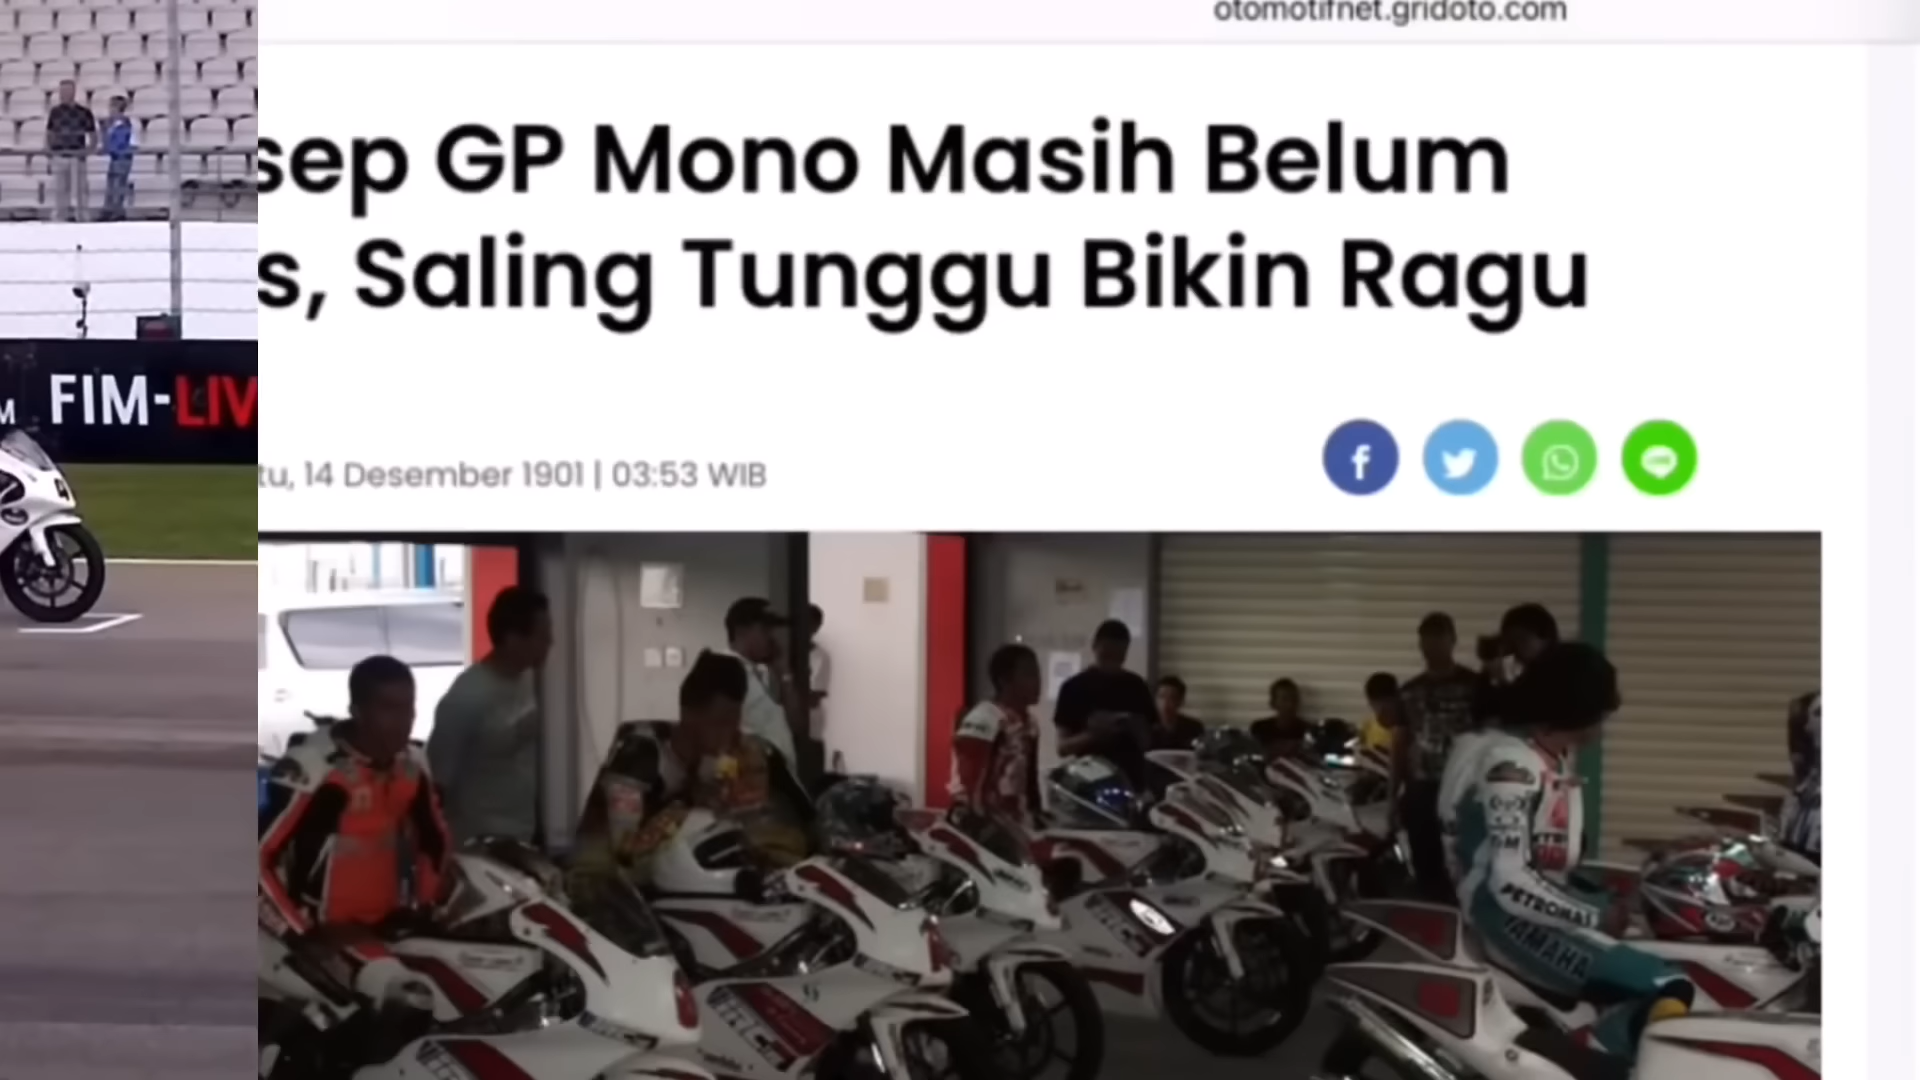 otomotifnet.gridoto.com
sep GP Mono Masih Belum
s, Saling Tunggu Bikin Ragu
FIM-LIV
tu, 14 Desember 1901 | 03:53 WIB
PETRONAS
YAMAHA